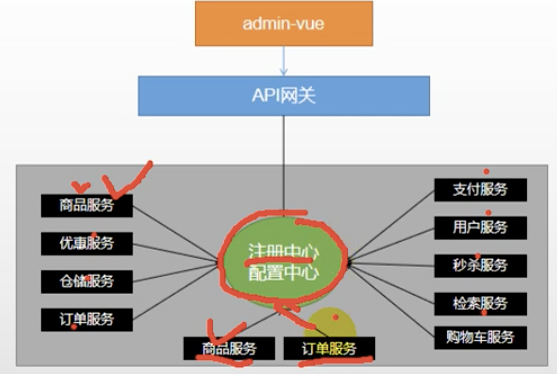 admin-vue
API网关
商品服务
优惠服务
仓储服务
订单服务
注册中心
配置中心
支付服务
用户服务
秒杀服务
检索服务
购物车服务
商品服务
订单服务